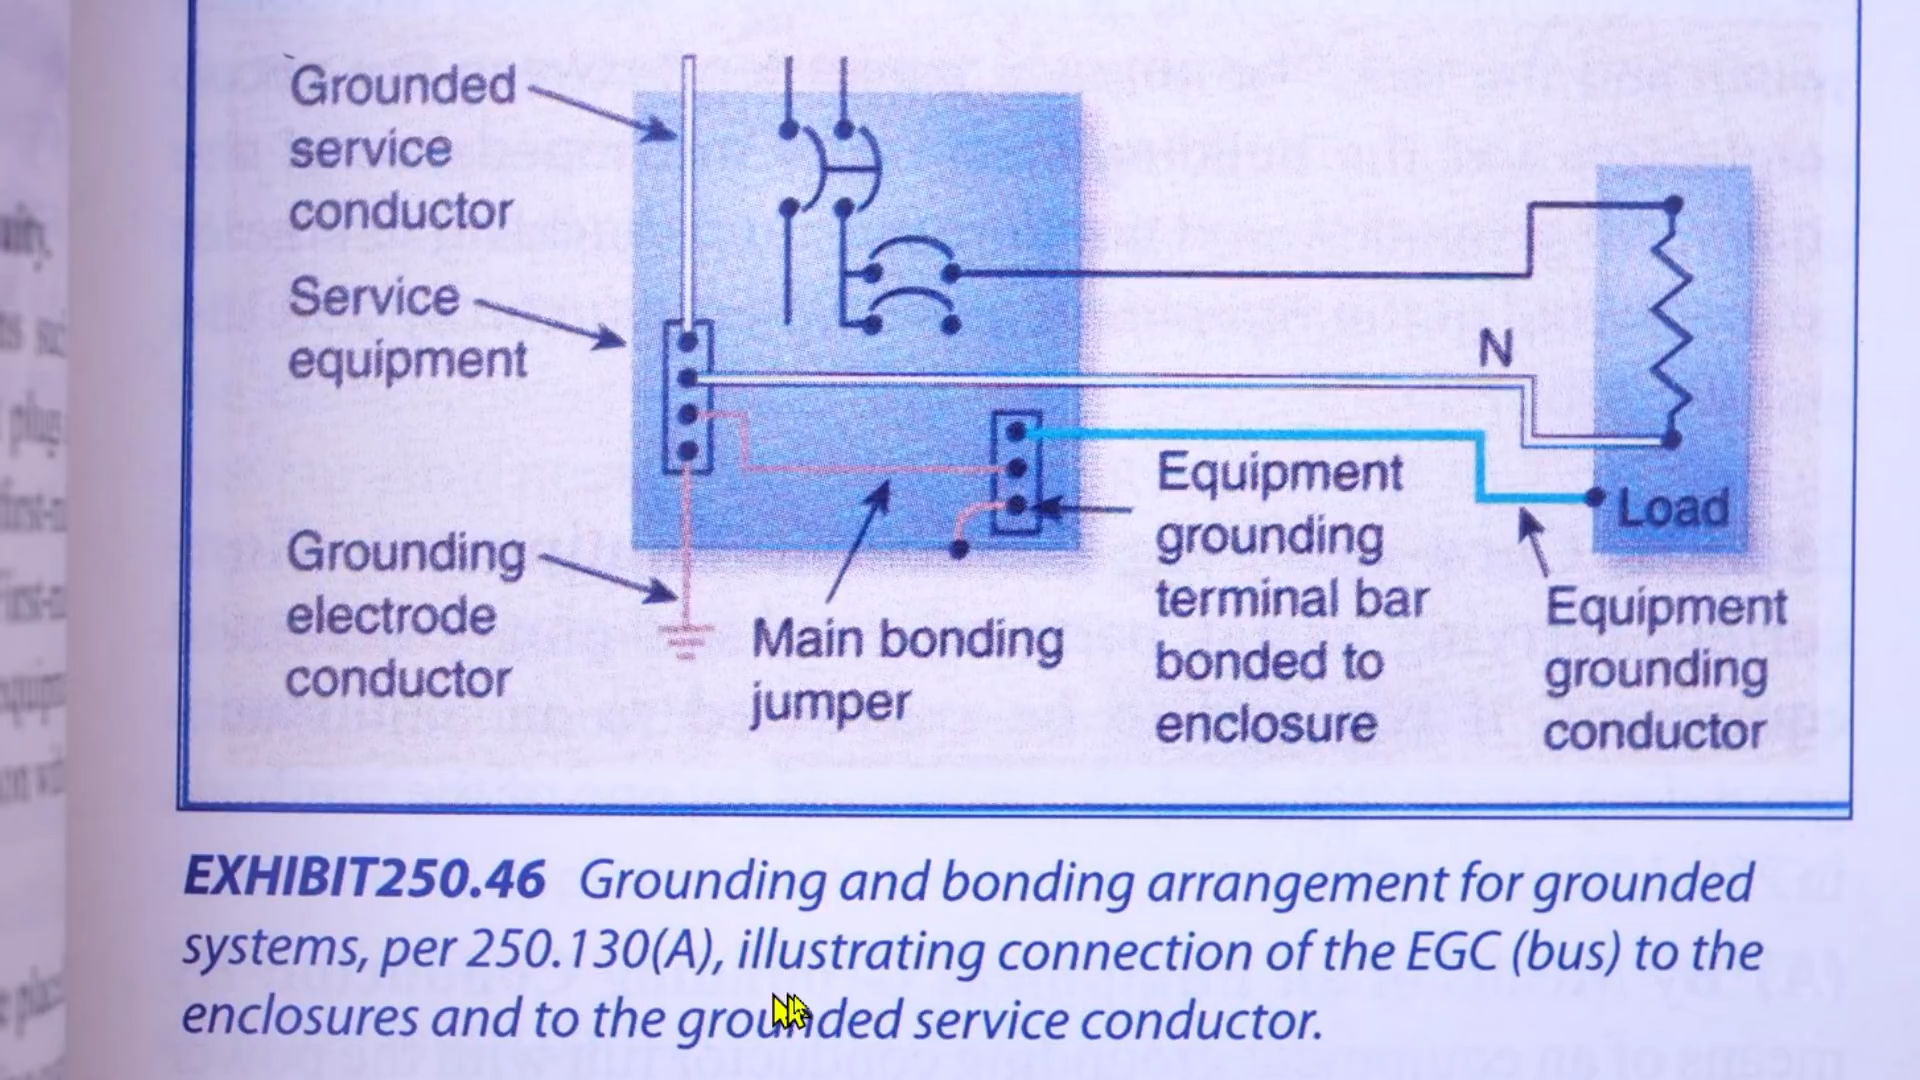 Grounded
service
conductor
Service
equipment
N
Equipment
grounding
terminal bar
bonded to
enclosure
Load
Grounding
electrode
conductor
Main bonding
jumper
Equipment
grounding
conductor
EXHIBIT250.46 Grounding and bonding arrangement for grounded
systems, per 250.130(A), illustrating connection of the EGC (bus) to the
enclosures and to the grounded service conductor.